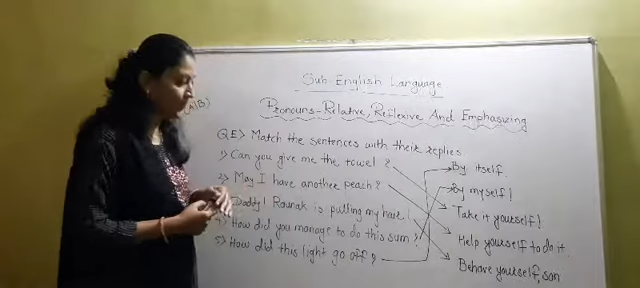 Sub-English Language
(A/B)
Pronouns-Relative, Reflexive And Emphasizing
QE> Match the sentences with their replies
1) Can you give me the towel? By itself.
2) May I have another peach? By myself!
Daddy! Raunak is pulling my hair! Take it yourself!
4) How did you manage to do this sum? Help yourself to do it.
5) How did this light go off? Behave yourself, son